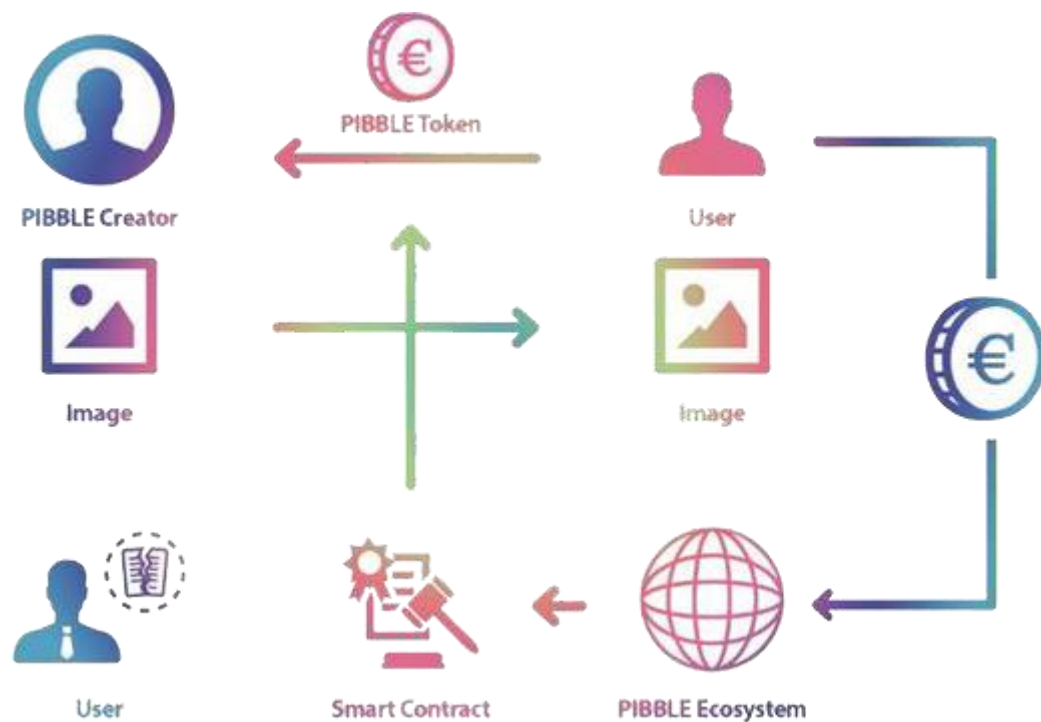 PIBBLE Token
PIBBLE Creator
User
Image
Image
User
Smart Contract
PIBBLE Ecosystem